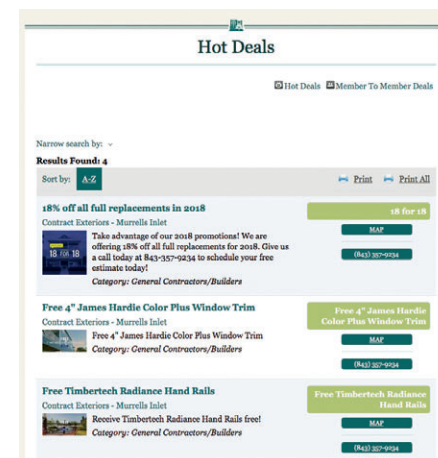 Hot Deals
Hot Deals Member To Member Deals
Narrow search by:
Results Found: 4
Sort by: A-Z Print Print All
18% off all full replacements in 2018
18 for 18
Contract Exteriors - Murrells Inlet
MAP
Take advantage of our 2018 promotions! We are
offering 18% off all full replacements for 2018. Give us
a call today at 843-357-9234 to schedule your free
estimate today!
(843) 357-9234
18 FOR 18
Category: General Contractors/Builders
Free 4" James Hardie Color Plus Window Trim
Free 4" James Hardie
Color Plus Window Trim
Contract Exteriors - Murrells Inlet
Free 4" James Hardie Color Plus Window Trim
MAP
Category: General Contractors/Builders
(843) 357-9234
Free Timbertech Radiance Hand Rails
Free Timbertech Radiance
Hand Rails
Contract Exteriors - Murrells Inlet
Receive Timbertech Radiance Hand Rails free!
MAP
Category: General Contractors/Builders
(843) 357-9234